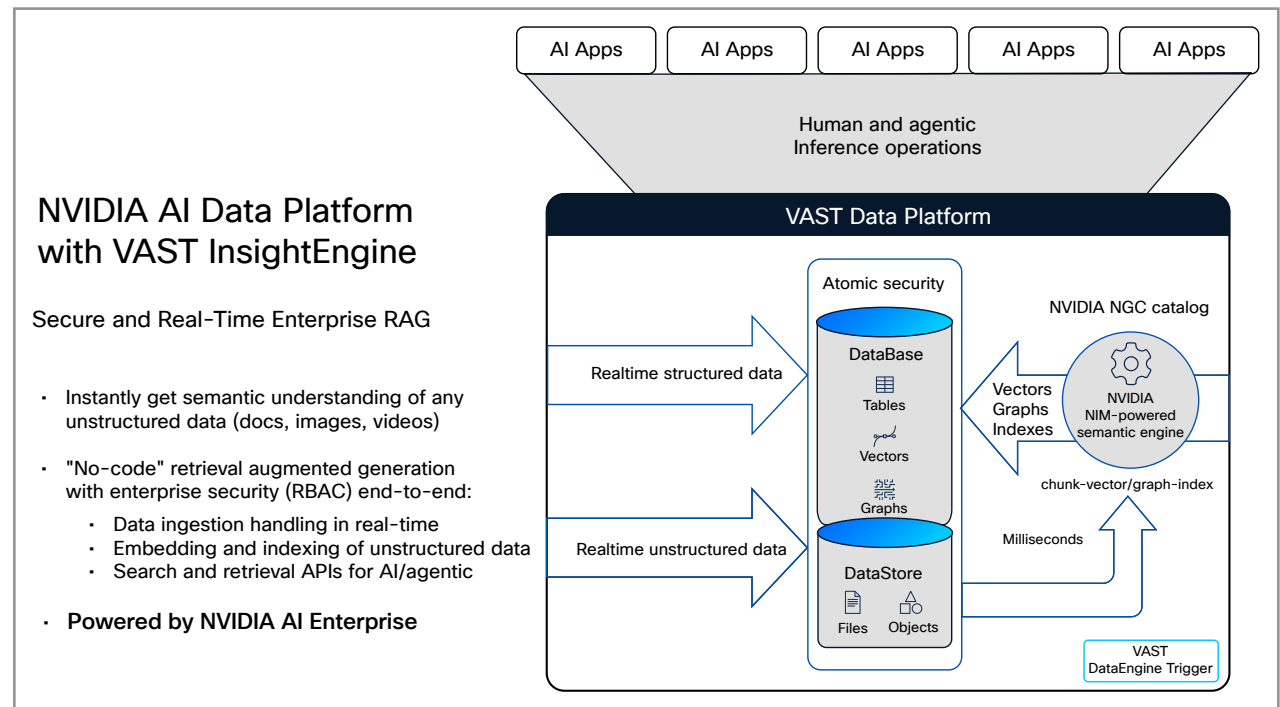 AI Apps
AI Apps
AI Apps
AI Apps
AI Apps
Human and agentic
Inference operations
NVIDIA AI Data Platform
with VAST InsightEngine
Secure and Real-Time Enterprise RAG
· Instantly get semantic understanding of any
unstructured data (docs, images, videos)
· "No-code" retrieval augmented generation
with enterprise security (RBAC) end-to-end:
· Data ingestion handling in real-time
· Embedding and indexing of unstructured data
· Search and retrieval APIs for AI/agentic
· Powered by NVIDIA AI Enterprise
VAST Data Platform
Atomic security
Realtime structured data
DataBase
Tables
Vectors
Graphs
Realtime unstructured data
DataStore
Files
Objects
NVIDIA NGC catalog
Vectors
Graphs
Indexes
NVIDIA
NIM-powered
semantic engine
chunk-vector/graph-index
Milliseconds
VAST
DataEngine Trigger